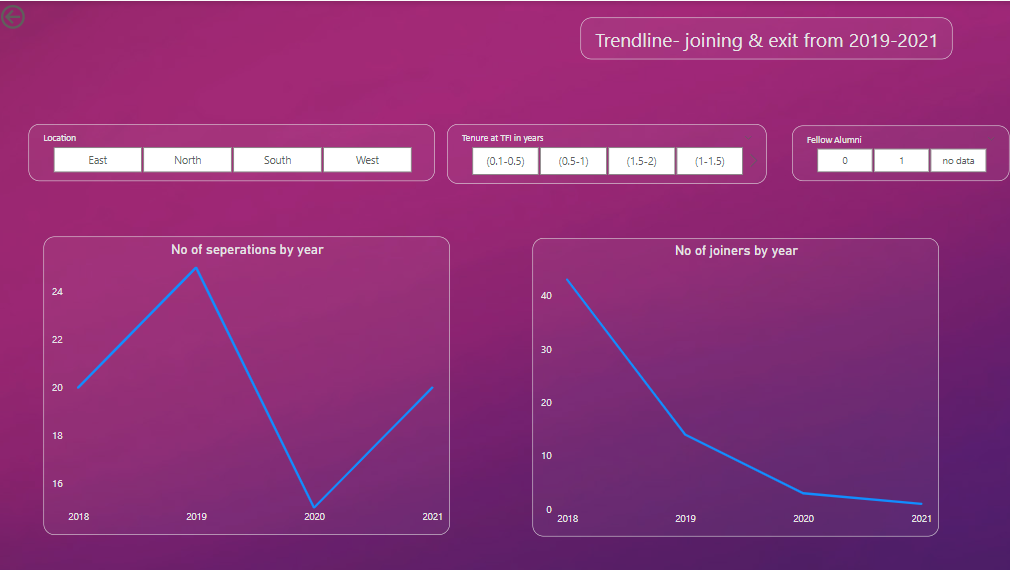 Trendline- joining & exit from 2019-2021
Location
East North South West
Tenure at TFI in years
(0.1-0.5) (0.5-1) (1.5-2) (1-1.5)
Fellow Alumni
0 1 no data
No of seperations by year
24
22
20
18
16
2018 2019 2020 2021
No of joiners by year
40
30
20
10
0
2018 2019 2020 2021